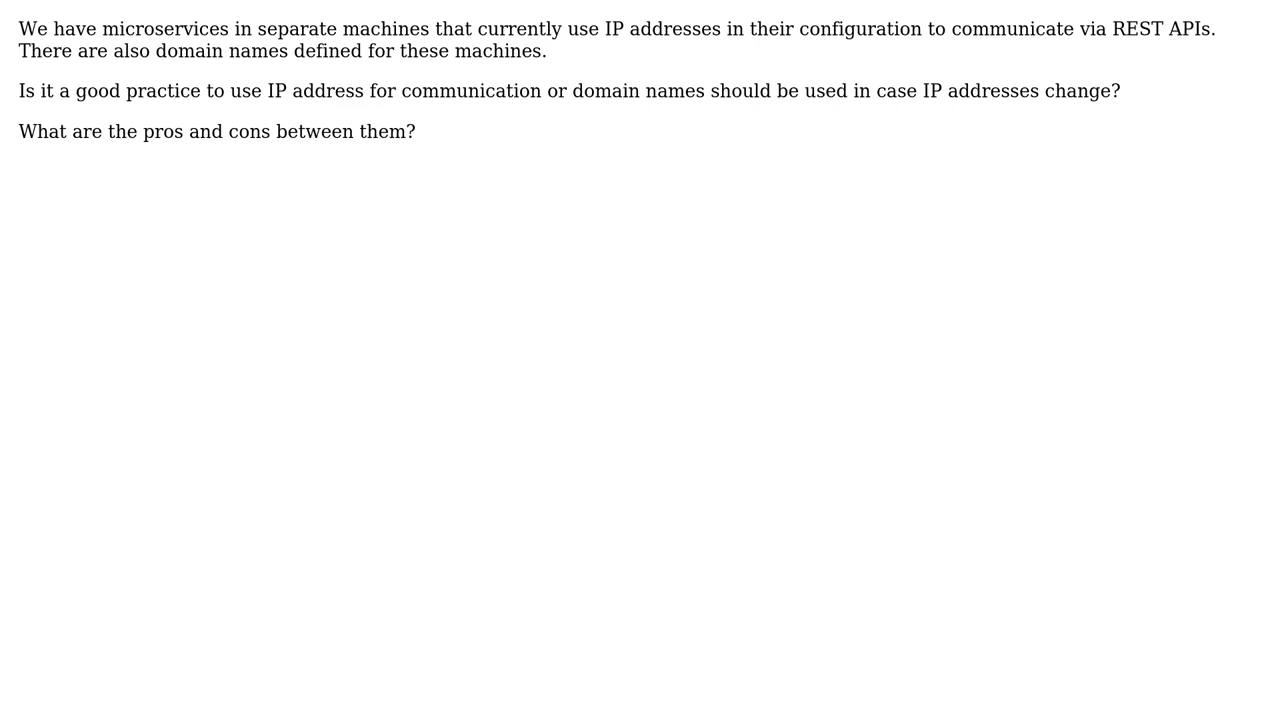 We have microservices in separate machines that currently use IP addresses in their configuration to communicate via REST APIs.
There are also domain names defined for these machines.
Is it a good practice to use IP address for communication or domain names should be used in case IP addresses change?
What are the pros and cons between them?